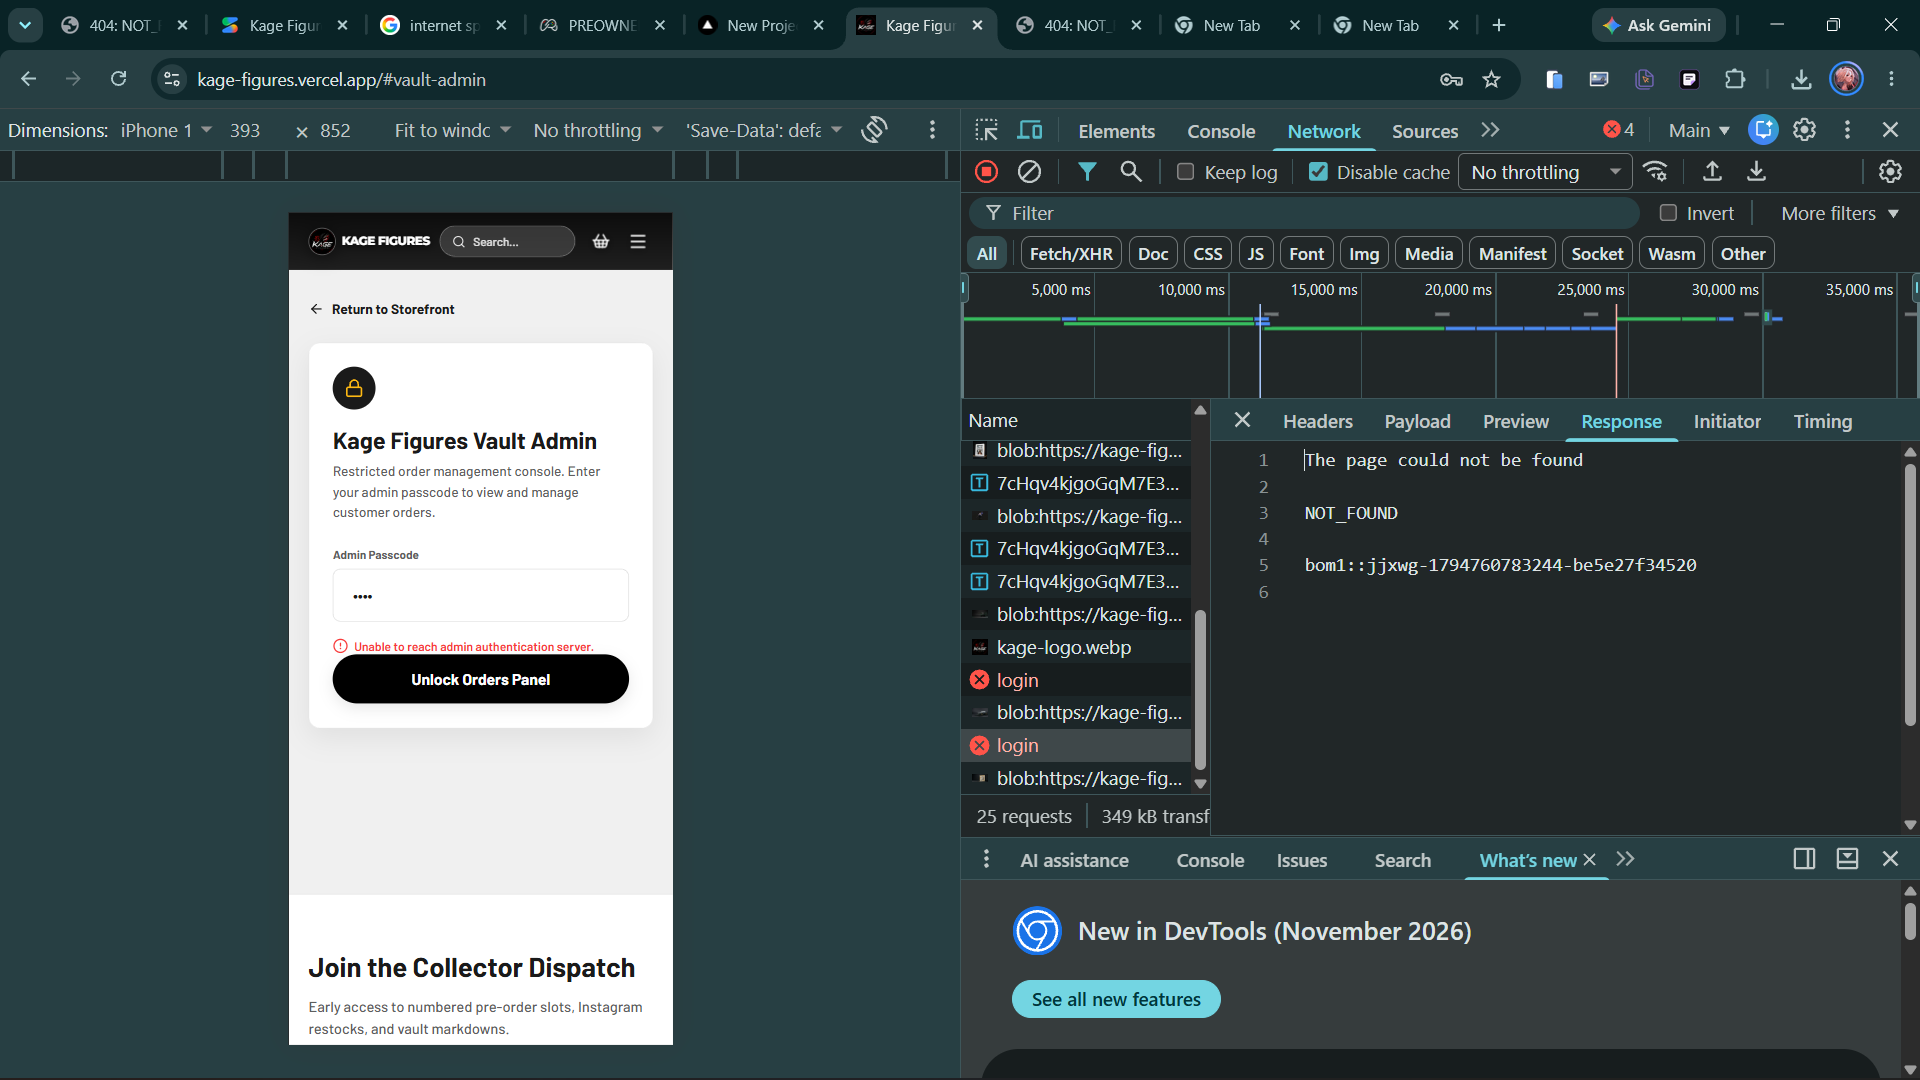 404: NOT_
Kage Figur
internet sp
PREOWNE
New Proje
Kage Figur
404: NOT_
New Tab
New Tab
Ask Gemini
kage-figures.vercel.app/#vault-admin
Dimensions: iPhone 1
393
× 852
Fit to windc
No throttling
'Save-Data': defa
Elements
Console
Network
Sources
4
Main
Keep log
Disable cache
No throttling
Filter
Invert
More filters
All
Fetch/XHR
Doc
CSS
JS
Font
Img
Media
Manifest
Socket
Wasm
Other
5,000 ms
10,000 ms
15,000 ms
20,000 ms
25,000 ms
30,000 ms
35,000 ms
KAGE FIGURES
Search...
Return to Storefront
Kage Figures Vault Admin
Restricted order management console. Enter
your admin passcode to view and manage
customer orders.
Admin Passcode
••••
Unable to reach admin authentication server.
Unlock Orders Panel
Join the Collector Dispatch
Early access to numbered pre-order slots, Instagram
restocks, and vault markdowns.
Name
blob:https://kage-fig...
7cHqv4kjgoGqM7E3...
blob:https://kage-fig...
7cHqv4kjgoGqM7E3...
7cHqv4kjgoGqM7E3...
blob:https://kage-fig...
kage-logo.webp
login
blob:https://kage-fig...
login
blob:https://kage-fig...
25 requests
349 kB transf
Headers
Payload
Preview
Response
Initiator
Timing
1 The page could not be found
2
3 NOT_FOUND
4
5 bom1::jjxwg-1794760783244-be5e27f34520
6
AI assistance
Console
Issues
Search
What's new
New in DevTools (November 2026)
See all new features